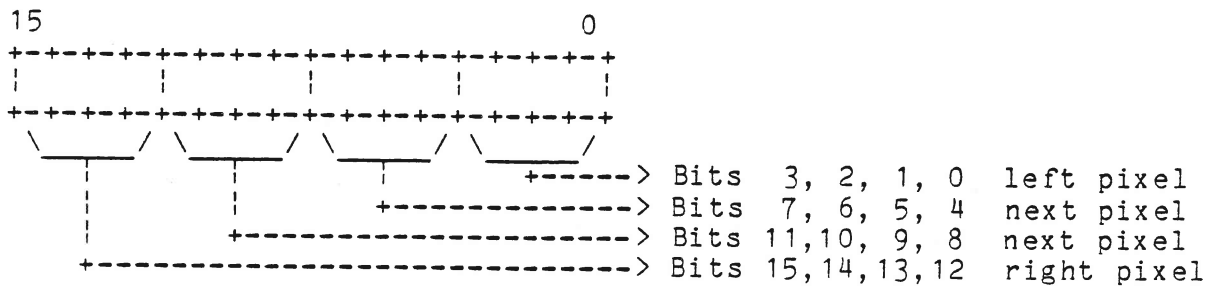 15 0
Bits 3, 2, 1, 0 left pixel
Bits 7, 6, 5, 4 next pixel
Bits 11,10, 9, 8 next pixel
Bits 15,14,13,12 right pixel